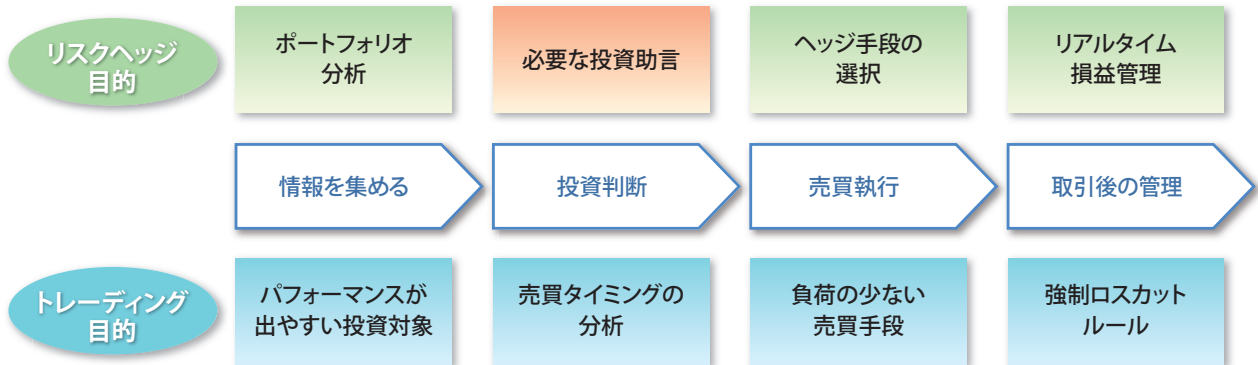 リスクヘッジ
目的
ポートフォリオ
分析
必要な投資助言
ヘッジ手段の
選択
リアルタイム
損益管理
情報を集める
投資判断
売買執行
取引後の管理
トレーディング
目的
パフォーマンスが
出やすい投資対象
売買タイミングの
分析
負荷の少ない
売買手段
強制ロスカット
ルール